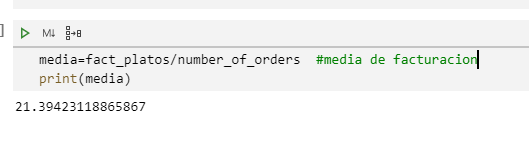 ]
M↓
media=fact_platos/number_of_orders  #media de facturacion
print(media)
21.39423118865867